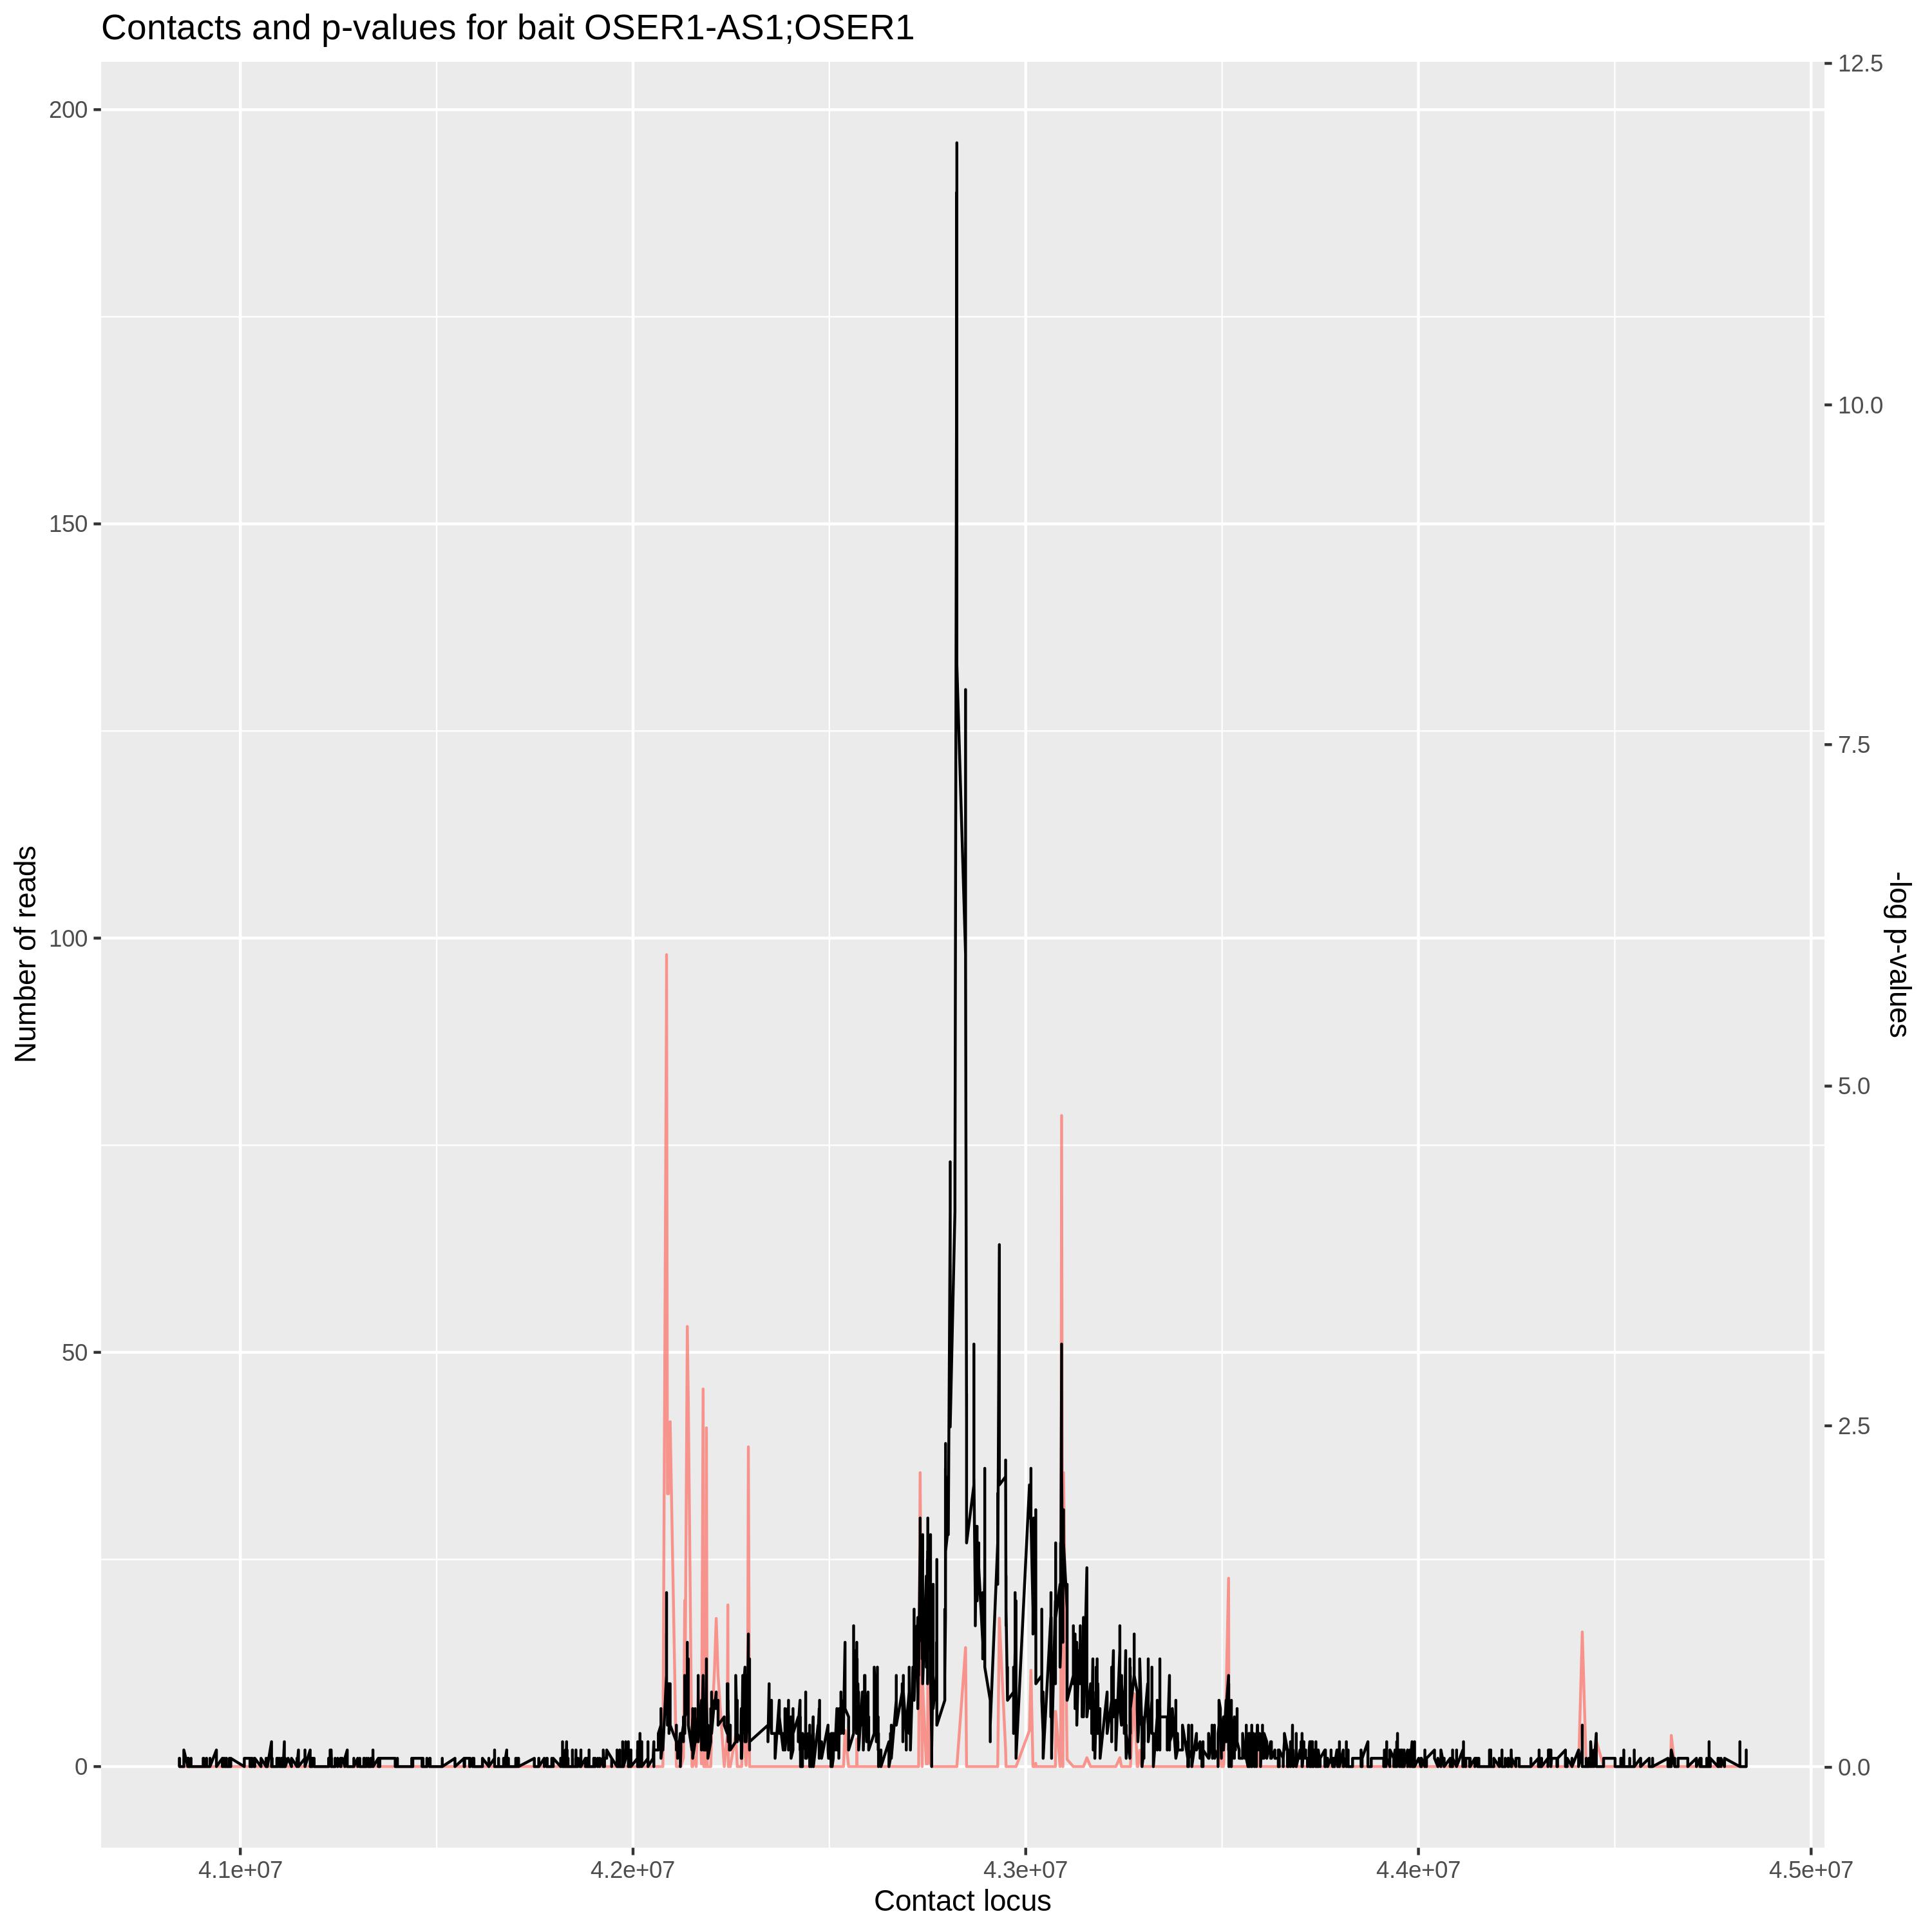 Contacts and p-values for bait OSER1-AS1;OSER1
200
150
100
50
0
Number of reads
12.5
10.0
7.5
5.0
2.5
0.0
-log p-values
4.1e+07
4.2e+07
4.3e+07
4.4e+07
4.5e+07
Contact locus